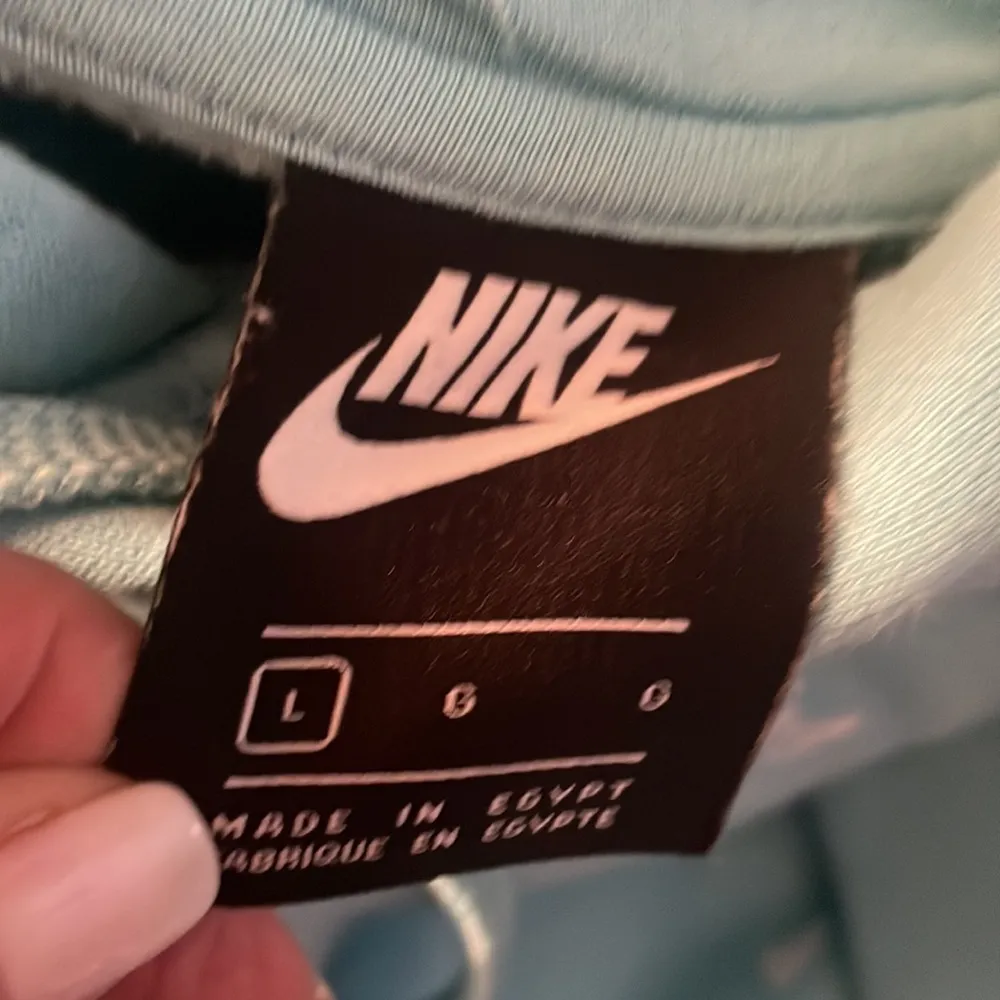 NIKE
L G G
MADE IN EGYPT
FABRIQUE EN EGYPTE